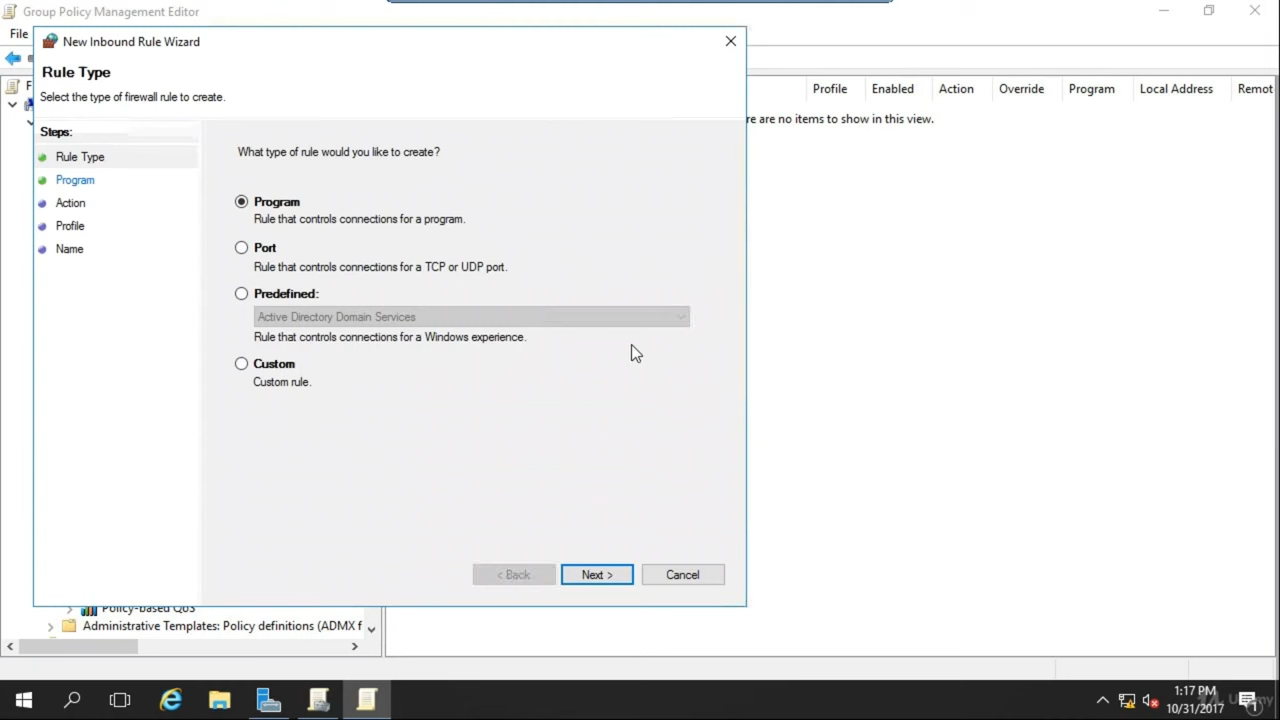 Group Policy Management Editor
File
New Inbound Rule Wizard
Rule Type
Select the type of firewall rule to create.
Steps:
Rule Type
Program
Action
Profile
Name
What type of rule would you like to create?
Program
Rule that controls connections for a program.
Port
Rule that controls connections for a TCP or UDP port.
Predefined:
Active Directory Domain Services
Rule that controls connections for a Windows experience.
Custom
Custom rule.
< Back
Next >
Cancel
Profile Enabled Action Override Program Local Address Remot
re are no items to show in this view.
Policy-based QoS
Administrative Templates: Policy definitions (ADMX f
1:17 PM
10/31/2017
Udemy
1